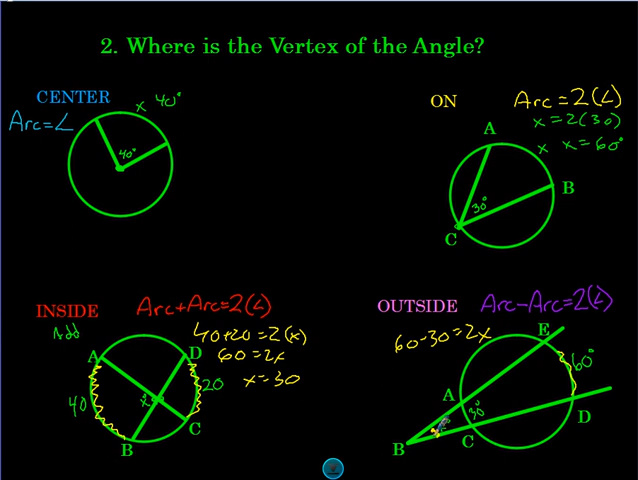 2. Where is the Vertex of the Angle?
CENTER
x 40°
Arc=∠
40°
ON
Arc=2(∠)
x=2(30)
x x=60°
A
B
30°
C
INSIDE
Arc+Arc=2(∠)
Add
40+20=2(x)
60=2x
x=30
A
D
40
20
x
B
C
OUTSIDE
Arc-Arc=2(∠)
60-30=2x
E
60°
A
30°
B
C
D